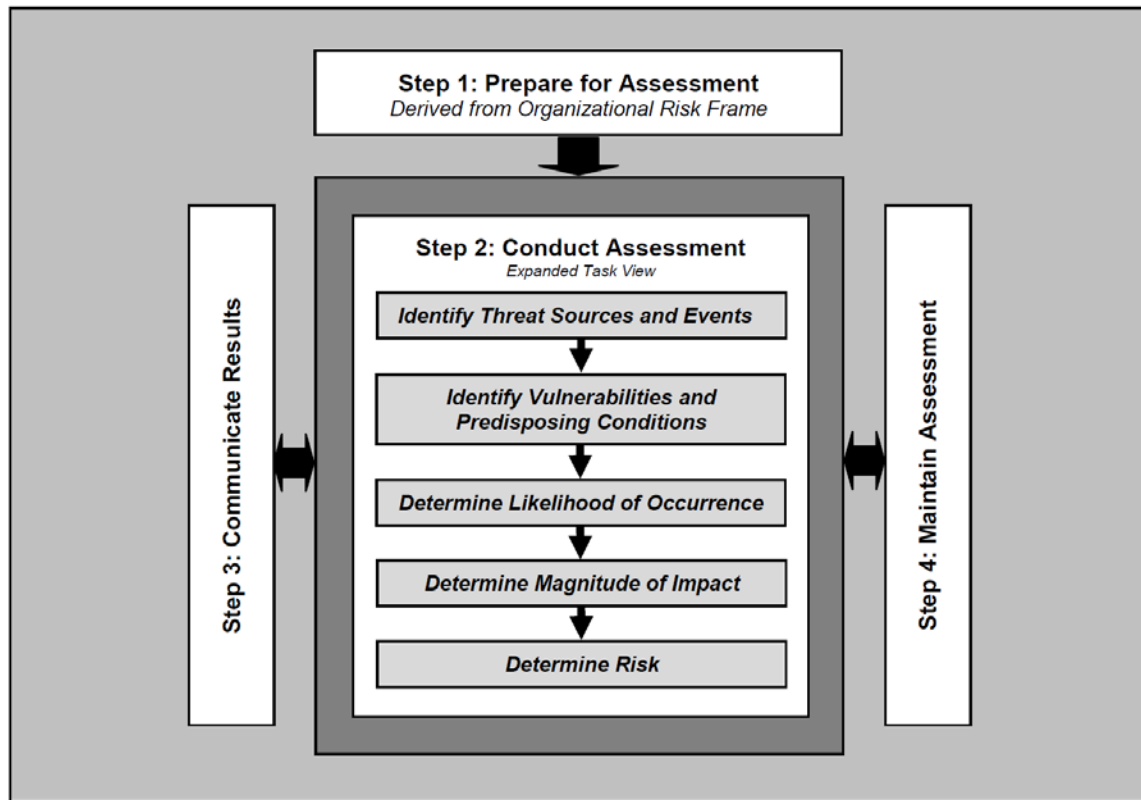 Step 1: Prepare for Assessment
Derived from Organizational Risk Frame
Step 2: Conduct Assessment
Expanded Task View
Identify Threat Sources and Events
Identify Vulnerabilities and
Predisposing Conditions
Determine Likelihood of Occurrence
Determine Magnitude of Impact
Determine Risk
Step 3: Communicate Results
Step 4: Maintain Assessment